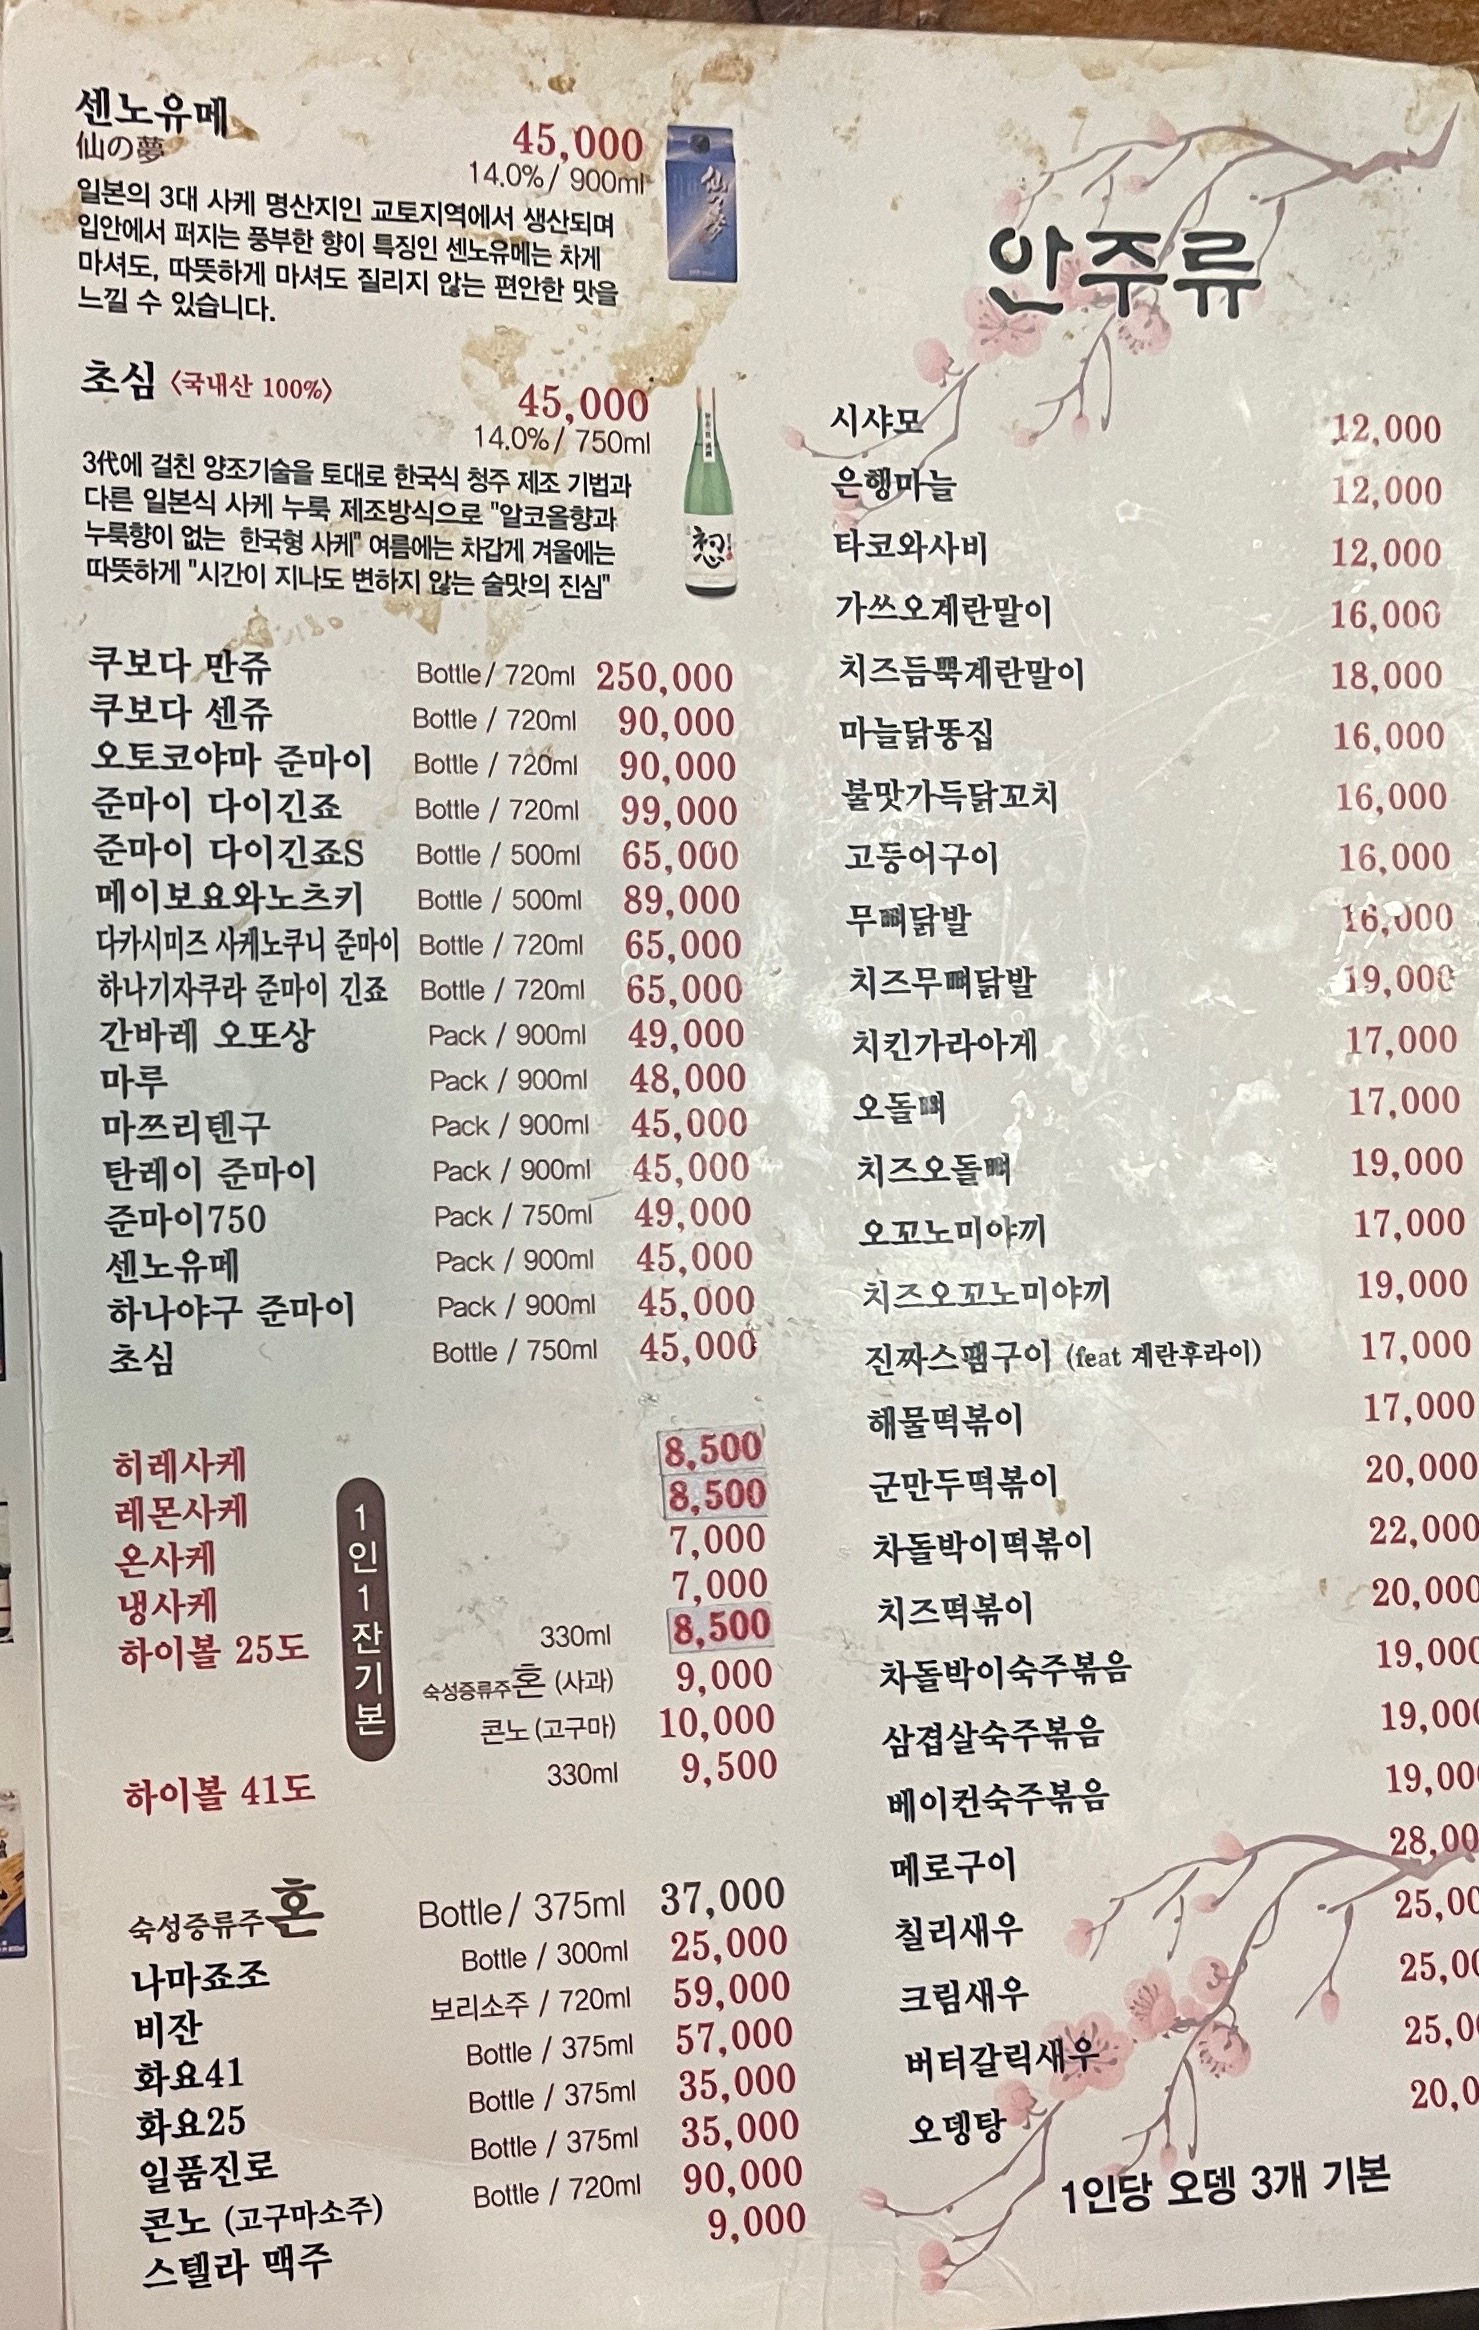 센노유메
仙の夢
45,000
14.0%/ 900ml
일본의 3대 사케 명산지인 교토지역에서 생산되며
입안에서 퍼지는 풍부한 향이 특징인 센노유메는 차게
마셔도, 따뜻하게 마셔도 질리지 않는 편안한 맛을
느낄 수 있습니다.
초심 〈국내산 100%〉
45,000
14.0%/ 750ml
3代에 걸친 양조기술을 토대로 한국식 청주 제조 기법과
다른 일본식 사케 누룩 제조방식으로 "알코올향과
누룩향이 없는 한국형 사케" 여름에는 차갑게 겨울에는
따뜻하게 "시간이 지나도 변하지 않는 술맛의 진심"
쿠보다 만쥬 Bottle / 720ml 250,000
쿠보다 센쥬 Bottle / 720ml 90,000
오토코야마 준마이 Bottle / 720ml 90,000
준마이 다이긴죠 Bottle / 720ml 99,000
준마이 다이긴죠S Bottle / 500ml 65,000
메이보요와노츠키 Bottle / 500ml 89,000
다카시미즈 사케노쿠니 준마이 Bottle / 720ml 65,000
하나기자쿠라 준마이 긴죠 Bottle / 720ml 65,000
간바레 오또상 Pack / 900ml 49,000
마루 Pack / 900ml 48,000
마쯔리텐구 Pack / 900ml 45,000
탄레이 준마이 Pack / 900ml 45,000
준마이750 Pack / 750ml 49,000
센노유메 Pack / 900ml 45,000
하나야구 준마이 Pack / 900ml 45,000
초심 Bottle / 750ml 45,000
히레사케 8,500
레몬사케 8,500
온사케 7,000
냉사케 7,000
하이볼 25도 330ml 8,500
숙성증류주혼 (사과) 9,000
콘노 (고구마) 10,000
하이볼 41도 330ml 9,500
1인1잔기본
숙성증류주혼 Bottle / 375ml 37,000
나마죠조 Bottle / 300ml 25,000
비잔 보리소주 / 720ml 59,000
화요41 Bottle / 375ml 57,000
화요25 Bottle / 375ml 35,000
일품진로 Bottle / 375ml 35,000
콘노 (고구마소주) Bottle / 720ml 90,000
스텔라 맥주 9,000
안주류
시샤모 12,000
은행마늘 12,000
타코와사비 12,000
가쓰오계란말이 16,000
치즈듬뿍계란말이 18,000
마늘닭똥집 16,000
불맛가득닭꼬치 16,000
고등어구이 16,000
무뼈닭발 16,000
치즈무뼈닭발 19,000
치킨가라아게 17,000
오돌뼈 17,000
치즈오돌뼈 19,000
오꼬노미야끼 17,000
치즈오꼬노미야끼 19,000
진짜스팸구이 (feat 계란후라이) 17,000
해물떡볶이 17,000
군만두떡볶이 20,000
차돌박이떡볶이 22,000
치즈떡볶이 20,000
차돌박이숙주볶음 19,000
삼겹살숙주볶음 19,000
베이컨숙주볶음 19,00
메로구이 28,00
칠리새우 25,00
크림새우 25,00
버터갈릭새우 25,0
오뎅탕 20,0
1인당 오뎅 3개 기본